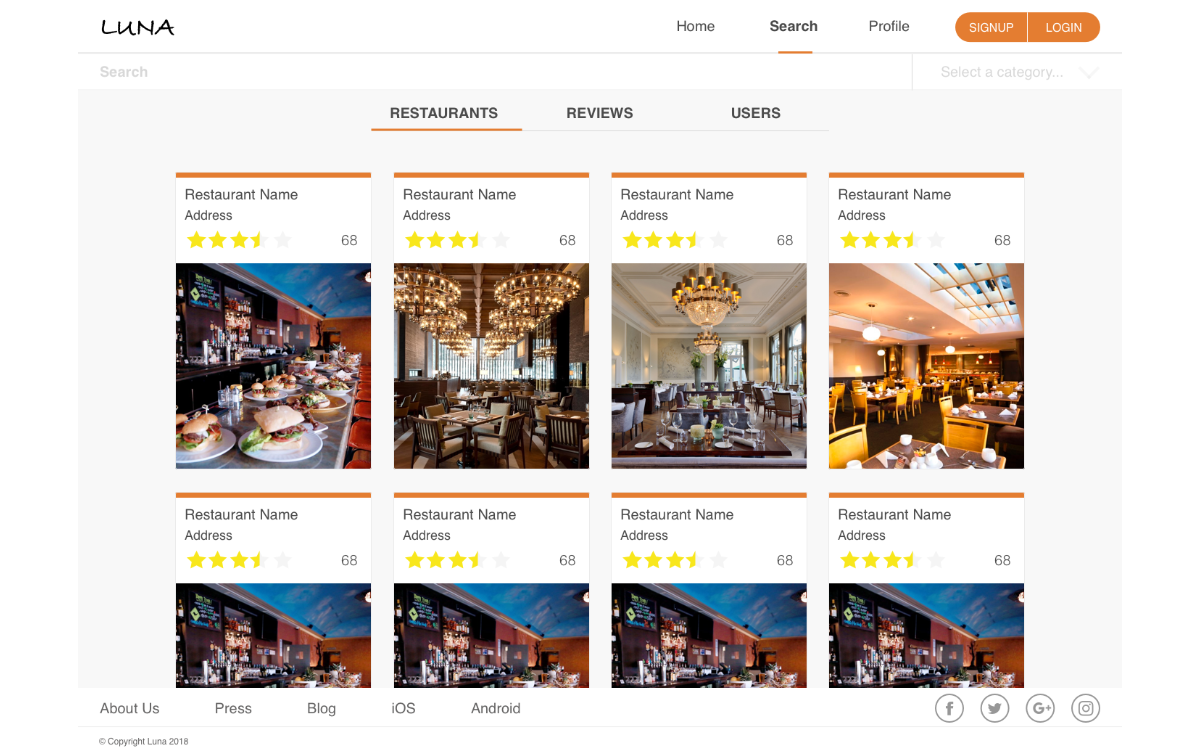 LUNA
Home Search Profile SIGNUP LOGIN
Search Select a category...
RESTAURANTS REVIEWS USERS
Restaurant Name Restaurant Name Restaurant Name Restaurant Name
Address Address Address Address
68 68 68 68
Restaurant Name Restaurant Name Restaurant Name Restaurant Name
Address Address Address Address
68 68 68 68
About Us Press Blog iOS Android f G+
© Copyright Luna 2018